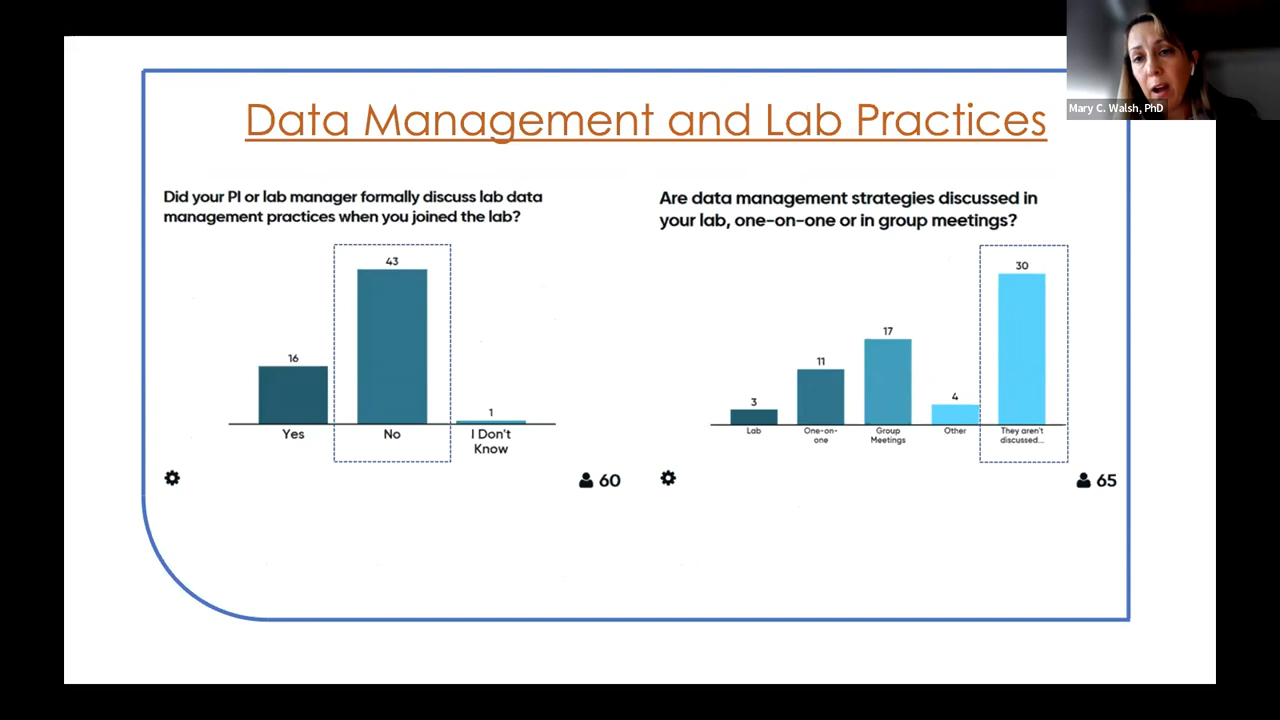 Mary C. Walsh, PhD
Data Management and Lab Practices
Did your PI or lab manager formally discuss lab data
management practices when you joined the lab?
16
43
1
Yes
No
I Don't
Know
60
Are data management strategies discussed in
your lab, one-on-one or in group meetings?
3
11
17
4
30
Lab
One-on-
one
Group
Meetings
Other
They aren't
discussed...
65